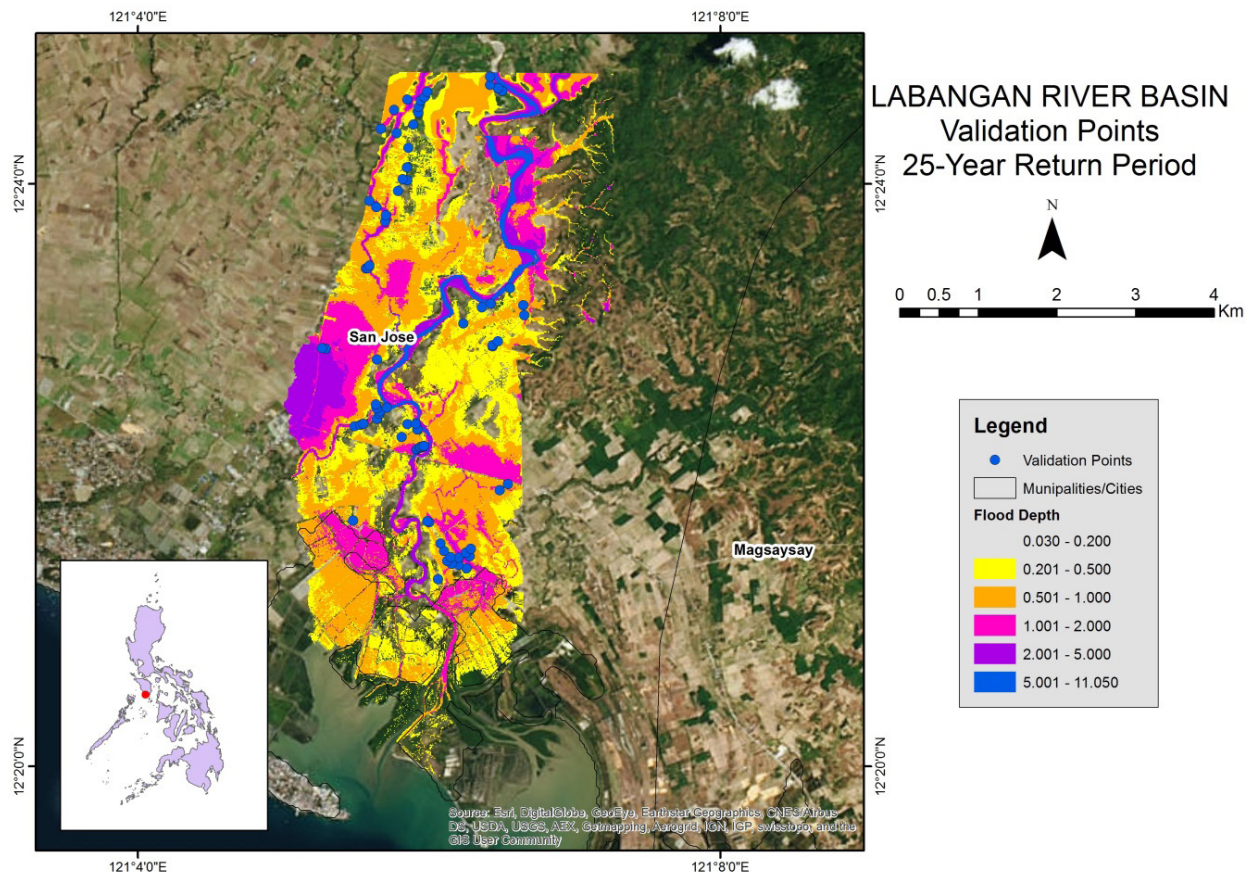 121°4'0"E
121°8'0"E
LABANGAN RIVER BASIN
Validation Points
25-Year Return Period
12°24'0"N
12°24'0"N
N
0 0.5 1 2 3 4
Km
San Jose
Magsaysay
Legend
Validation Points
Munipalities/Cities
Flood Depth
0.030 - 0.200
0.201 - 0.500
0.501 - 1.000
1.001 - 2.000
2.001 - 5.000
5.001 - 11.050
12°20'0"N
12°20'0"N
Source: Esri, DigitalGlobe, GeoEye, Earthstar Geographics, CNES/Airbus
DS, USDA, USGS, AEX, Getmapping, Aerogrid, IGN, IGP, swisstopo, and the
GIS User Community
121°4'0"E
121°8'0"E